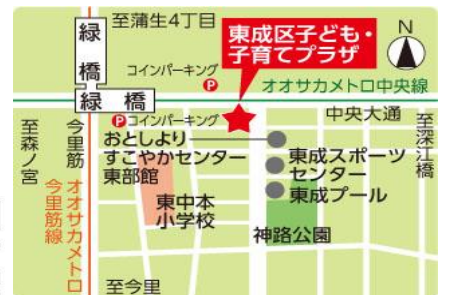 至蒲生4丁目
緑橋
東成区子ども・
子育てプラザ
N
コインパーキング
P
オオサカメトロ中央線
緑橋
P
コインパーキング
中央大通
至森ノ宮
今里筋
至深江橋
おとしより
すこやかセンター
東部館
東成スポーツ
センター
東成プール
オオサカメトロ
今里筋線
東中本
小学校
神路公園
至今里